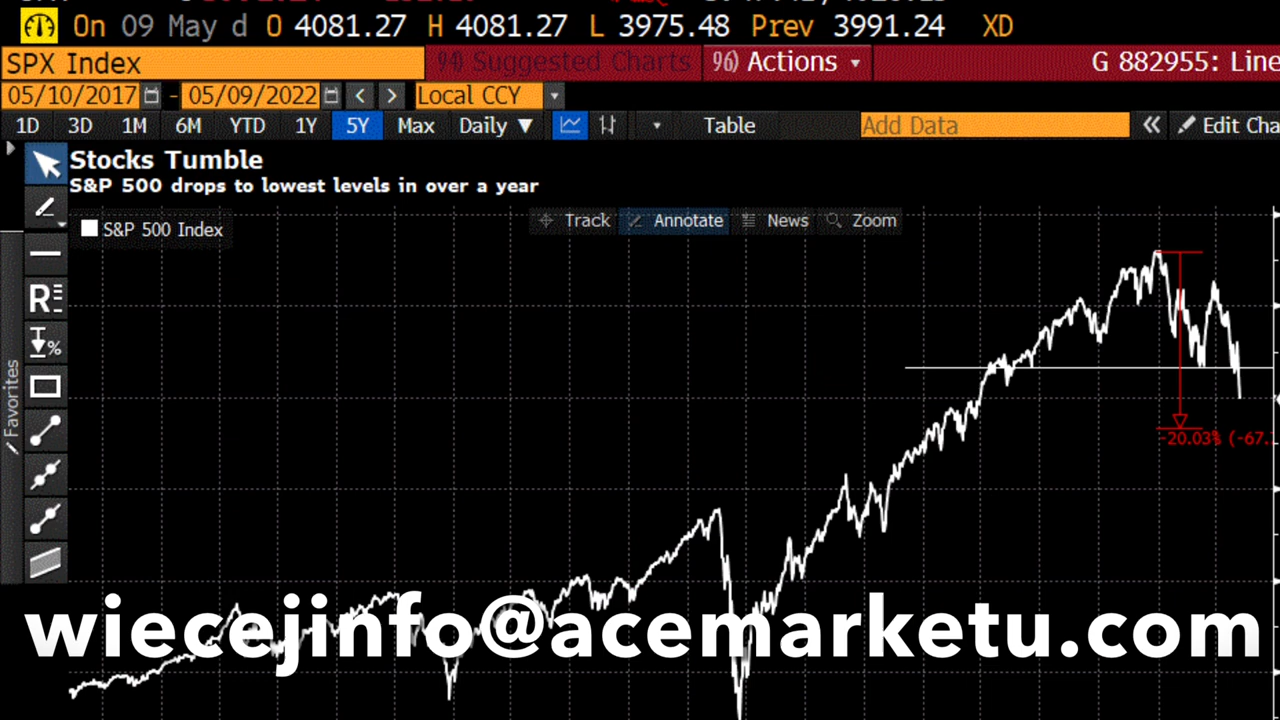 On 09 May d O 4081.27 H 4081.27 L 3975.48 Prev 3991.24 XD
SPX Index 94) Suggested Charts 96) Actions G 882955: Line
05/10/2017 - 05/09/2022 < > Local CCY
1D 3D 1M 6M YTD 1Y 5Y Max Daily ▼ Table Add Data « Edit Cha
Stocks Tumble
S&P 500 drops to lowest levels in over a year
Track Annotate News Zoom
S&P 500 Index
R
%
Favorites
-20.03% (-67.
wiecejinfo@acemarketu.com